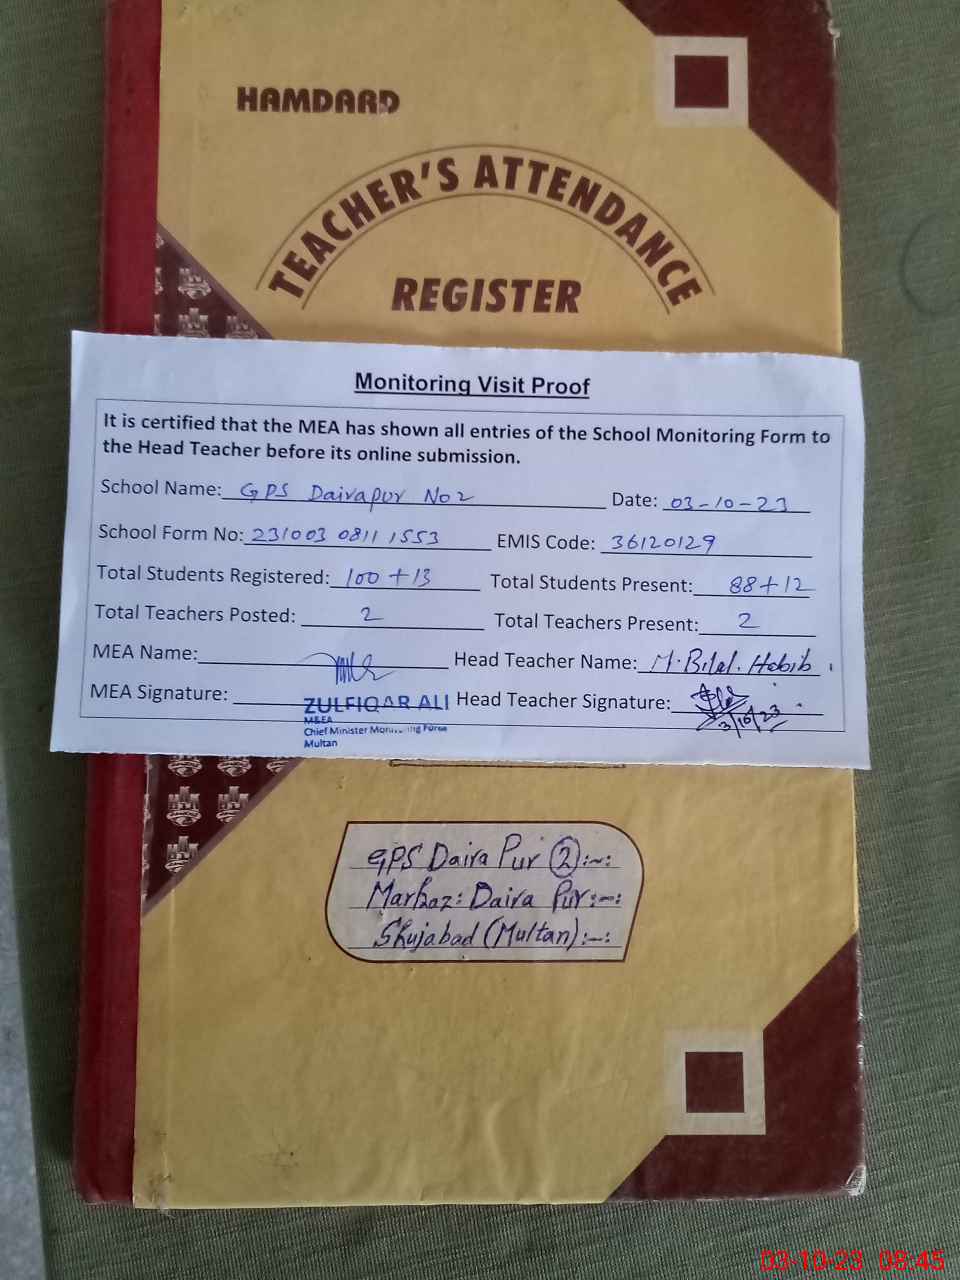 HAMDARD
TEACHER'S ATTENDANCE
REGISTER
Monitoring Visit Proof
It is certified that the MEA has shown all entries of the School Monitoring Form to
the Head Teacher before its online submission.
School Name: GPS Dairapur No 2 Date: 03-10-23
School Form No: 231003 0811 1553 EMIS Code: 36120129
Total Students Registered: 100 + 13 Total Students Present: 88 + 12
Total Teachers Posted: 2 Total Teachers Present: 2
MEA Name: Head Teacher Name: M. Bilal. Habib
MEA Signature: Head Teacher Signature:
3/10/23
ZULFIQAR ALI
M&EA
Chief Minister Monitoring Force
Multan
GPS Daira Pur (2):~:
Markaz: Daira Pur:~:
Shujabad (Multan):~:
03-10-23 08:45